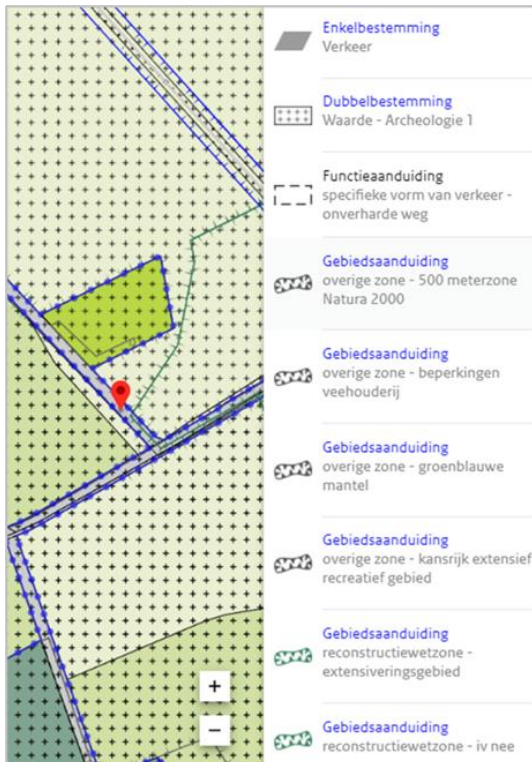 Enkelbestemming
Verkeer
Dubbelbestemming
Waarde - Archeologie 1
Functieaanduiding
specifieke vorm van verkeer -
onverharde weg
Gebiedsaanduiding
overige zone - 500 meterzone
Natura 2000
Gebiedsaanduiding
overige zone - beperkingen
veehouderij
Gebiedsaanduiding
overige zone - groenblauwe
mantel
Gebiedsaanduiding
overige zone - kansrijk extensief
recreatief gebied
Gebiedsaanduiding
reconstructiewetzone -
extensiveringsgebied
Gebiedsaanduiding
reconstructiewetzone - iv nee
+
−